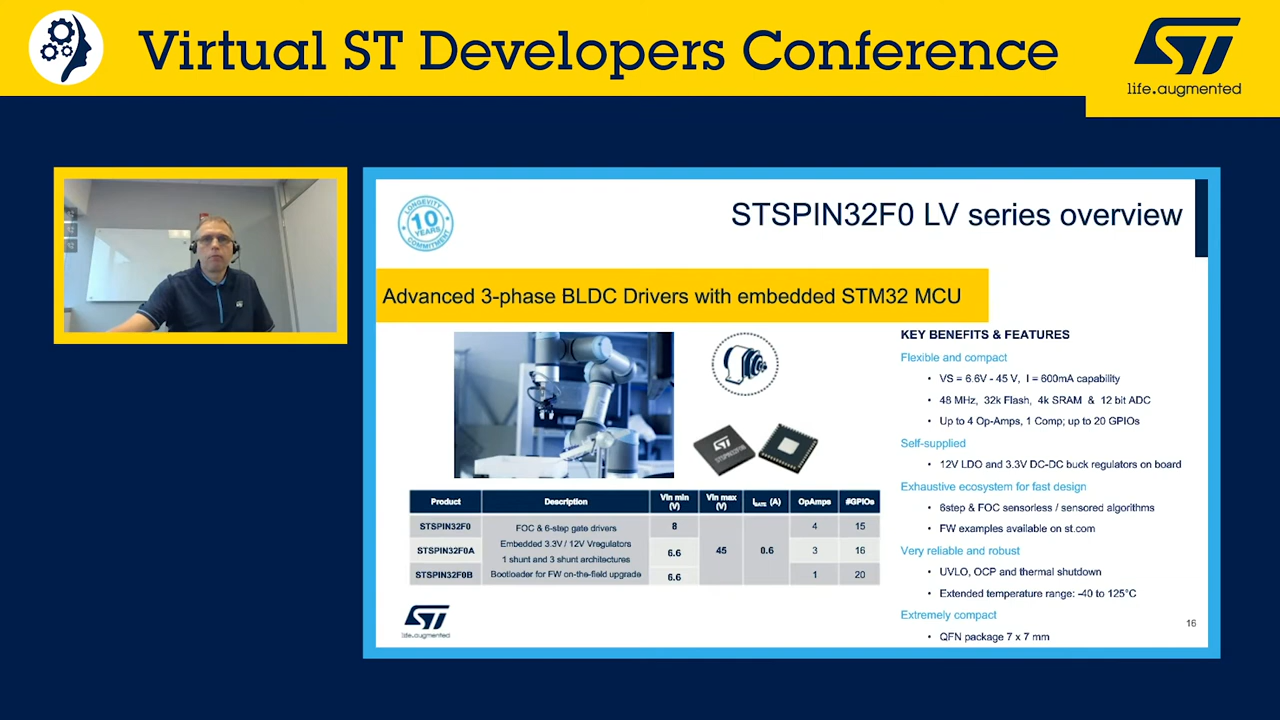 Virtual ST Developers Conference
ST
life.augmented
LONGEVITY
10
YEARS
COMMITMENT
STSPIN32F0 LV series overview
Advanced 3-phase BLDC Drivers with embedded STM32 MCU
KEY BENEFITS & FEATURES
Flexible and compact
• VS = 6.6V - 45 V, I = 600mA capability
• 48 MHz, 32k Flash, 4k SRAM & 12 bit ADC
• Up to 4 Op-Amps, 1 Comp; up to 20 GPIOs
Self-supplied
• 12V LDO and 3.3V DC-DC buck regulators on board
Exhaustive ecosystem for fast design
• 6step & FOC sensorless / sensored algorithms
• FW examples available on st.com
Very reliable and robust
• UVLO, OCP and thermal shutdown
• Extended temperature range: -40 to 125°C
Extremely compact
• QFN package 7 x 7 mm
ST
STSPIN32F0
Product Description Vin min (V) Vin max (V) IGATE (A) OpAmps #GPIOs
STSPIN32F0 FOC & 6-step gate drivers 8 4 15
STSPIN32F0A Embedded 3.3V / 12V Vregulators 6.6 45 0.6 3 16
1 shunt and 3 shunt architectures
STSPIN32F0B Bootloader for FW on-the-field upgrade 6.6 1 20
ST
life.augmented
16